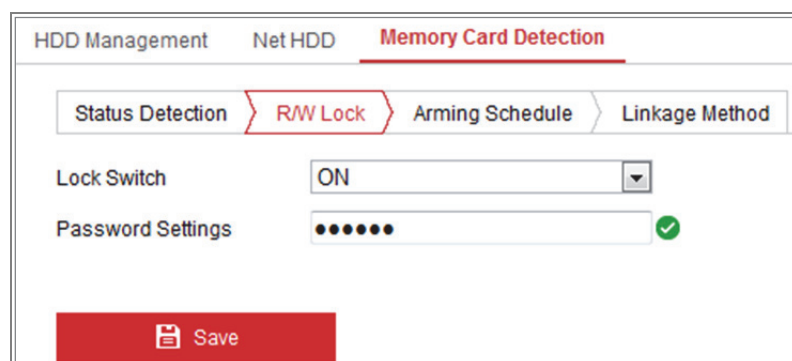 HDD Management Net HDD Memory Card Detection
Status Detection R/W Lock Arming Schedule Linkage Method
Lock Switch ON
Password Settings ●●●●●●
Save